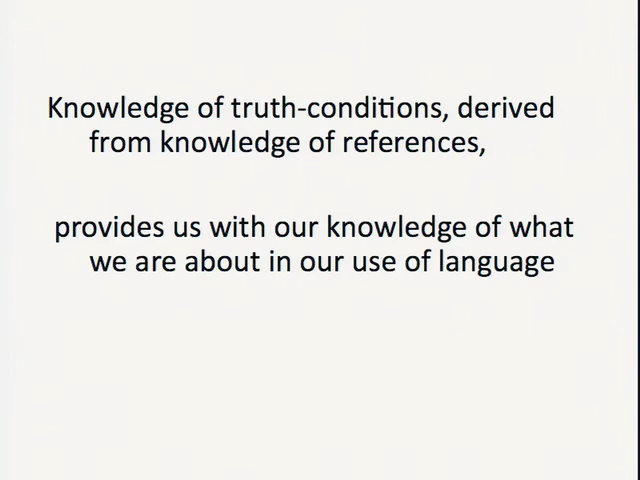 Knowledge of truth-conditions, derived
from knowledge of references,
provides us with our knowledge of what
we are about in our use of language